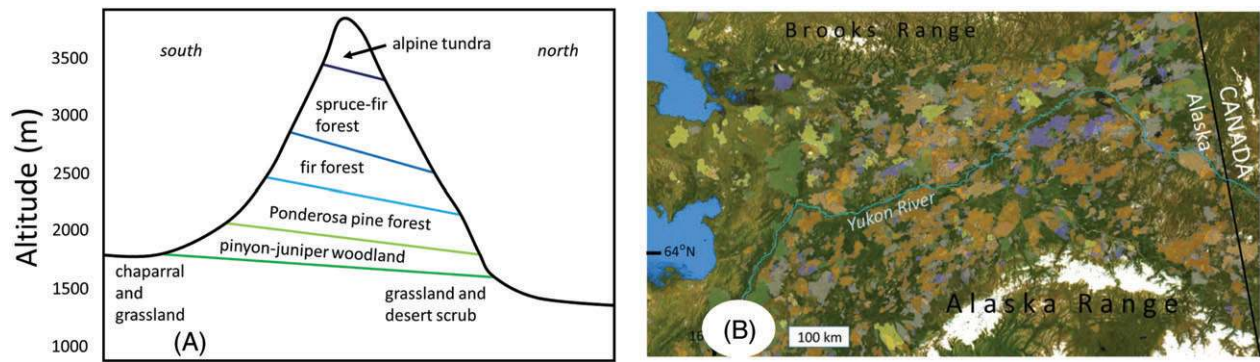 south
north
alpine tundra
3500
spruce-fir
forest
3000
fir forest
2500
Ponderosa pine forest
2000
pinyon-juniper woodland
chaparral
and
grassland
grassland and
desert scrub
1500
1000
Altitude (m)
(A)
Brooks Range
CANADA
Alaska
Yukon River
64°N
Alaska Range
(B)
100 km